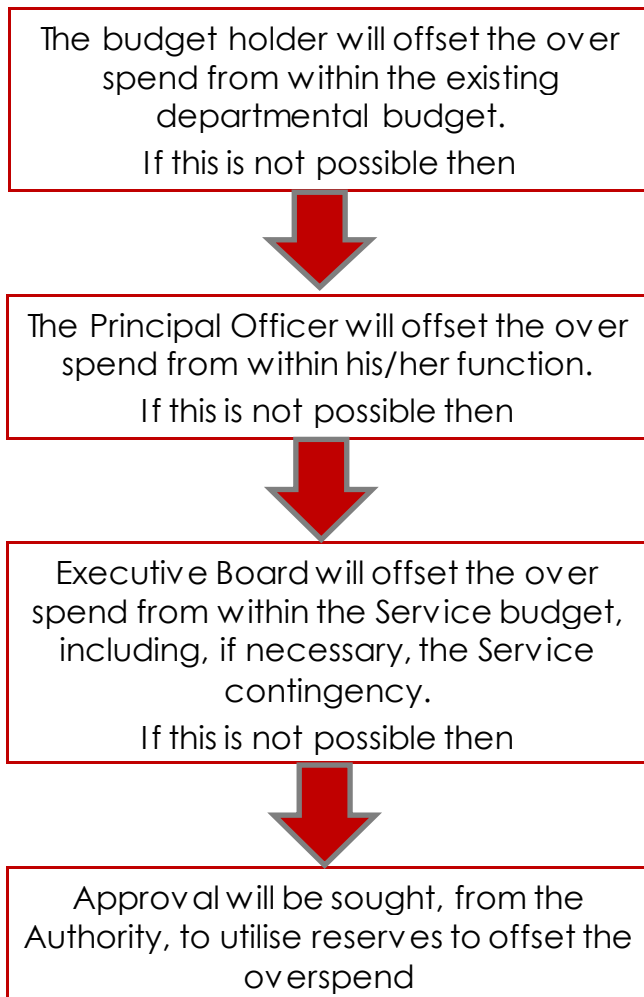 The budget holder will offset the over
spend from within the existing
departmental budget.
If this is not possible then
The Principal Officer will offset the over
spend from within his/her function.
If this is not possible then
Executive Board will offset the over
spend from within the Service budget,
including, if necessary, the Service
contingency.
If this is not possible then
Approval will be sought, from the
Authority, to utilise reserves to offset the
overspend